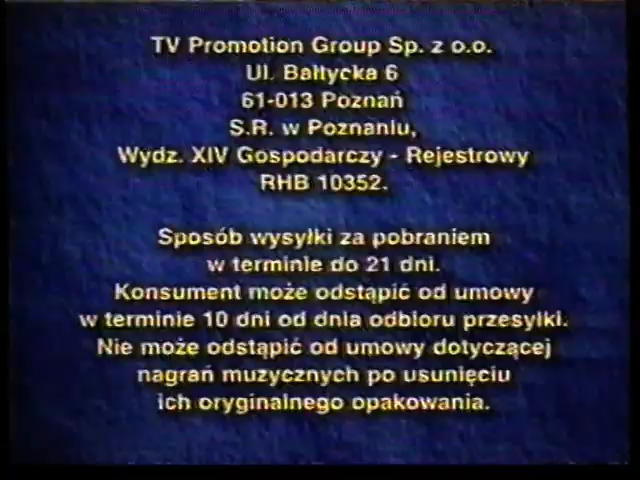 TV Promotion Group Sp. z o.o.
Ul. Bałtycka 6
61-013 Poznań
S.R. w Poznaniu,
Wydz. XIV Gospodarczy - Rejestrowy
RHB 10352.
Sposób wysyłki za pobraniem
w terminie do 21 dni.
Konsument może odstąpić od umowy
w terminie 10 dni od dnia odbioru przesyłki.
Nie może odstąpić od umowy dotyczącej
nagrań muzycznych po usunięciu
ich oryginalnego opakowania.